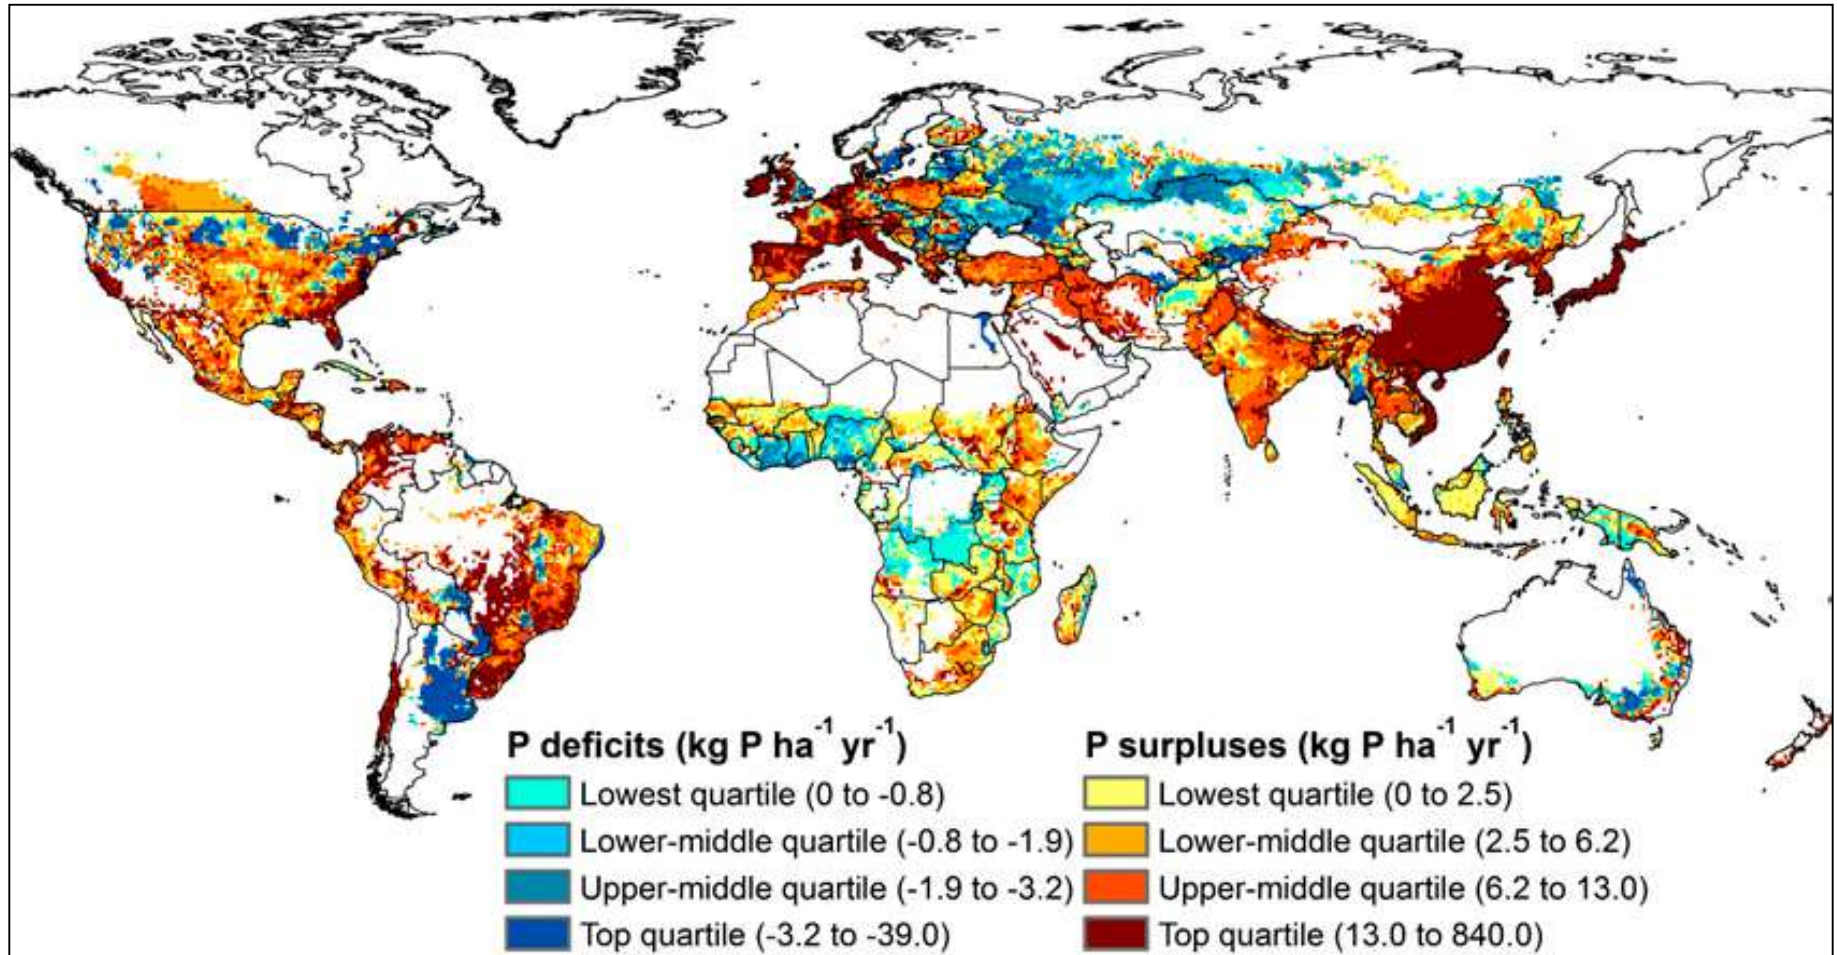 P deficits (kg P ha⁻¹ yr⁻¹)
Lowest quartile (0 to -0.8)
Lower-middle quartile (-0.8 to -1.9)
Upper-middle quartile (-1.9 to -3.2)
Top quartile (-3.2 to -39.0)
P surpluses (kg P ha⁻¹ yr⁻¹)
Lowest quartile (0 to 2.5)
Lower-middle quartile (2.5 to 6.2)
Upper-middle quartile (6.2 to 13.0)
Top quartile (13.0 to 840.0)